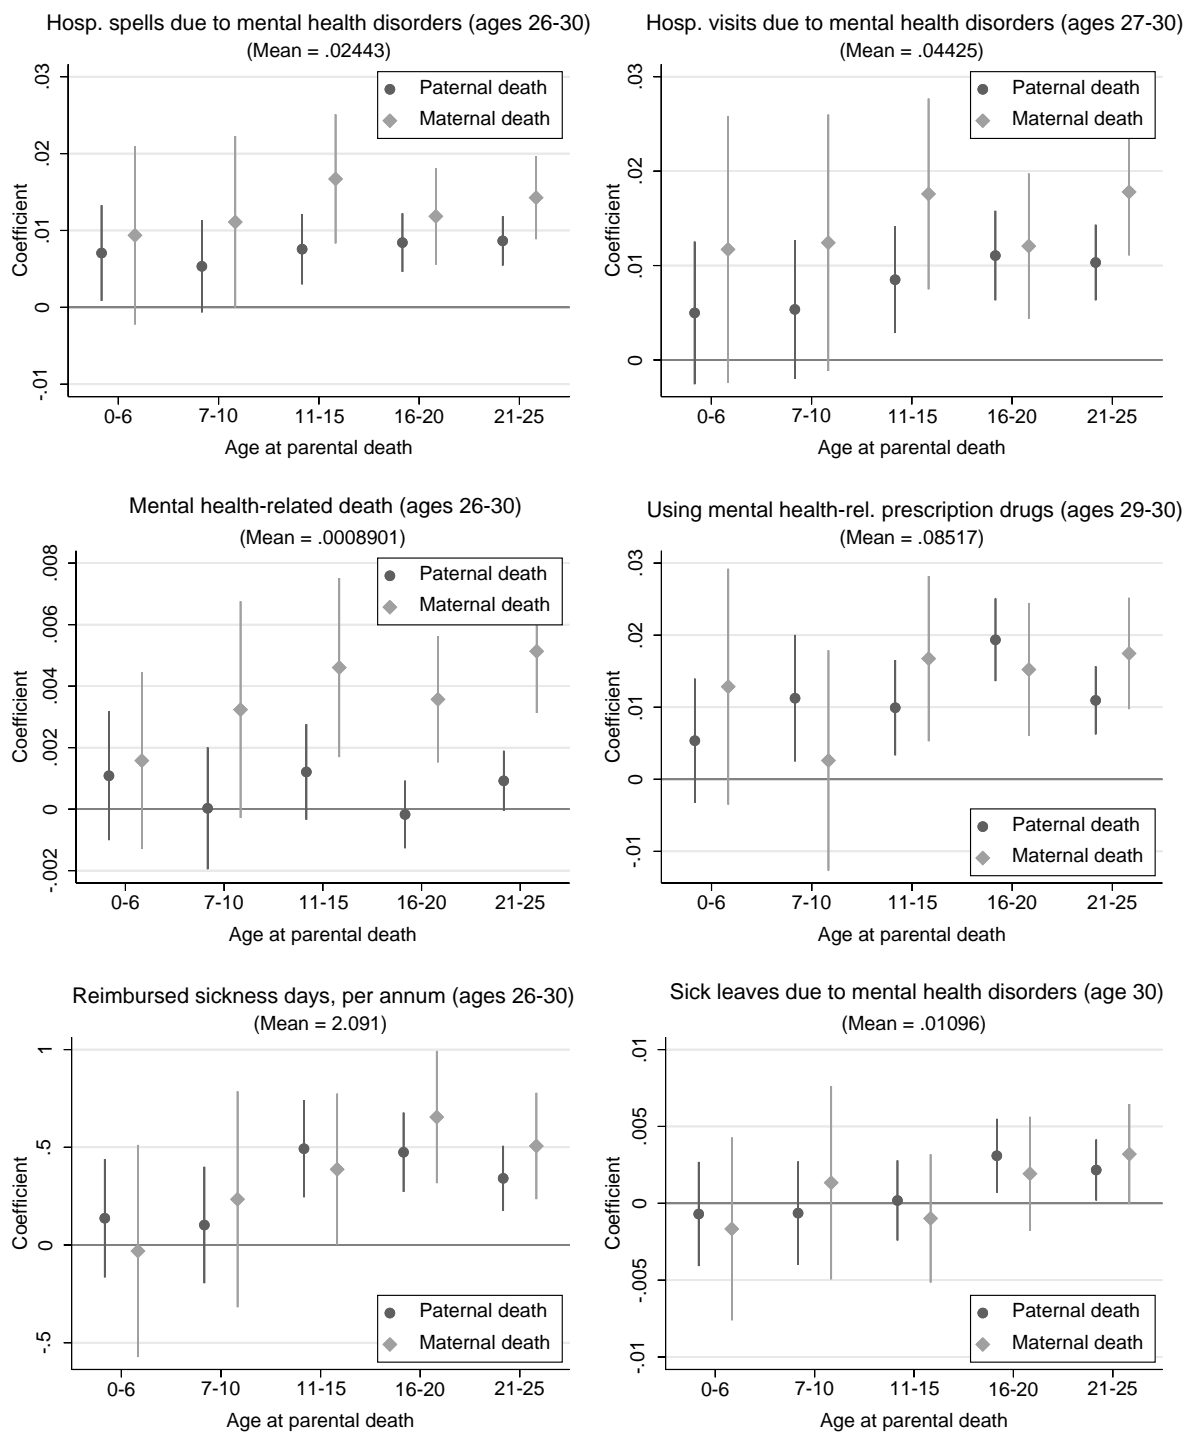 Hosp. spells due to mental health disorders (ages 26-30)
(Mean = .02443)
.03
.02
.01
0
-.01
Coefficient
Paternal death
Maternal death
0-6 7-10 11-15 16-20 21-25
Age at parental death
Hosp. visits due to mental health disorders (ages 27-30)
(Mean = .04425)
.03
.02
.01
0
Coefficient
Paternal death
Maternal death
0-6 7-10 11-15 16-20 21-25
Age at parental death
Mental health-related death (ages 26-30)
(Mean = .0008901)
.008
.006
.004
.002
0
-.002
Coefficient
Paternal death
Maternal death
0-6 7-10 11-15 16-20 21-25
Age at parental death
Using mental health-rel. prescription drugs (ages 29-30)
(Mean = .08517)
.03
.02
.01
0
-.01
Coefficient
Paternal death
Maternal death
0-6 7-10 11-15 16-20 21-25
Age at parental death
Reimbursed sickness days, per annum (ages 26-30)
(Mean = 2.091)
1
.5
0
-.5
Coefficient
Paternal death
Maternal death
0-6 7-10 11-15 16-20 21-25
Age at parental death
Sick leaves due to mental health disorders (age 30)
(Mean = .01096)
.01
.005
0
-.005
-.01
Coefficient
Paternal death
Maternal death
0-6 7-10 11-15 16-20 21-25
Age at parental death